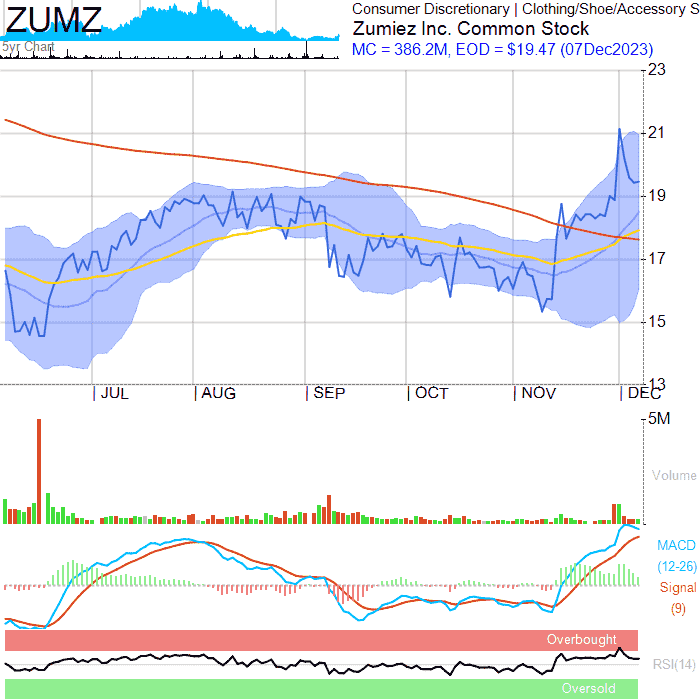 ZUMZ
5yr Chart
Consumer Discretionary | Clothing/Shoe/Accessory S
Zumiez Inc. Common Stock
MC = 386.2M, EOD = $19.47 (07Dec2023)
23
21
19
17
15
13
JUL AUG SEP OCT NOV DEC
5M
Volume
MACD
(12-26)
Signal
(9)
Overbought
RSI(14)
Oversold